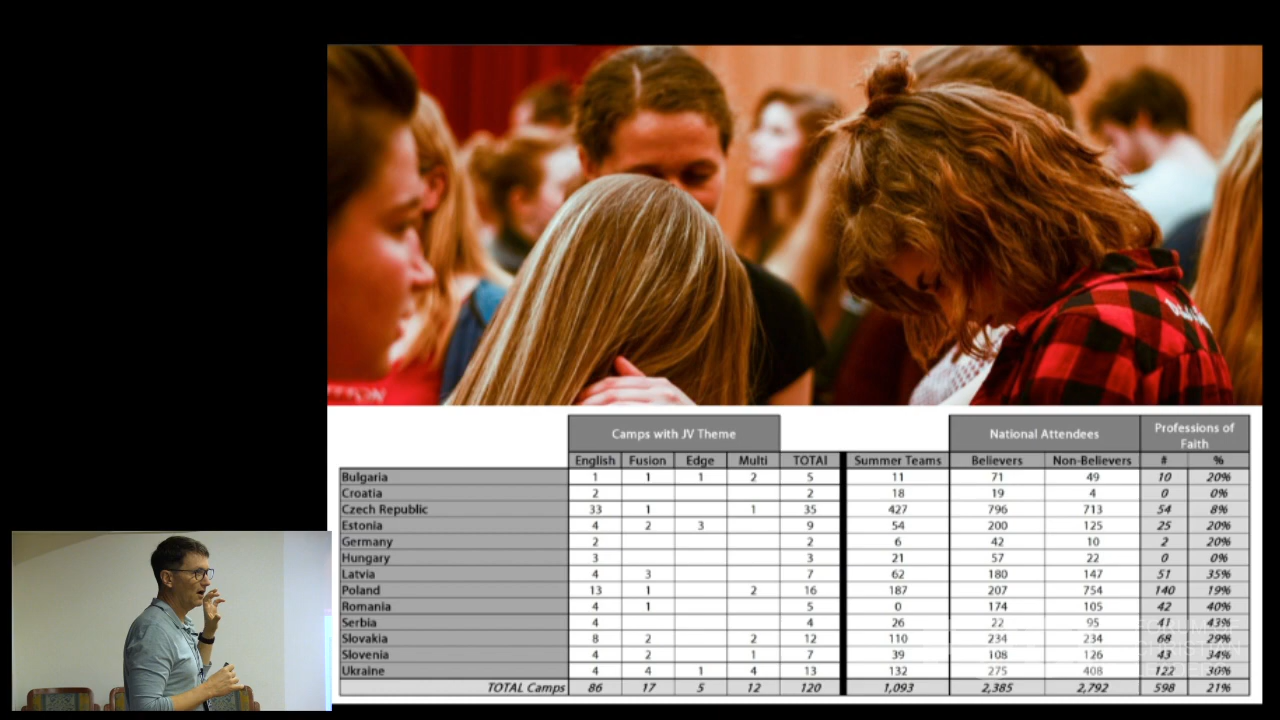 Camps with JV Theme National Attendees Professions of Faith
English Fusion Edge Multi TOTAl Summer Teams Believers Non-Believers # %
Bulgaria 1 1 1 2 5 11 71 49 10 20%
Croatia 2 2 18 19 4 0 0%
Czech Republic 33 1 1 35 427 796 713 54 8%
Estonia 4 2 3 9 54 200 125 25 20%
Germany 2 2 6 42 10 2 20%
Hungary 3 3 21 57 22 0 0%
Latvia 4 3 7 62 180 147 51 35%
Poland 13 1 2 16 187 207 754 140 19%
Romania 4 1 5 0 174 105 42 40%
Serbia 4 4 26 22 95 41 43%
Slovakia 8 2 2 12 110 234 234 68 29%
Slovenia 4 2 1 7 39 108 126 43 34%
Ukraine 4 4 1 4 13 132 275 408 122 30%
TOTAL Camps 86 17 5 12 120 1,093 2,385 2,792 598 21%
FORUM OF
CHRISTIAN
LEADERS